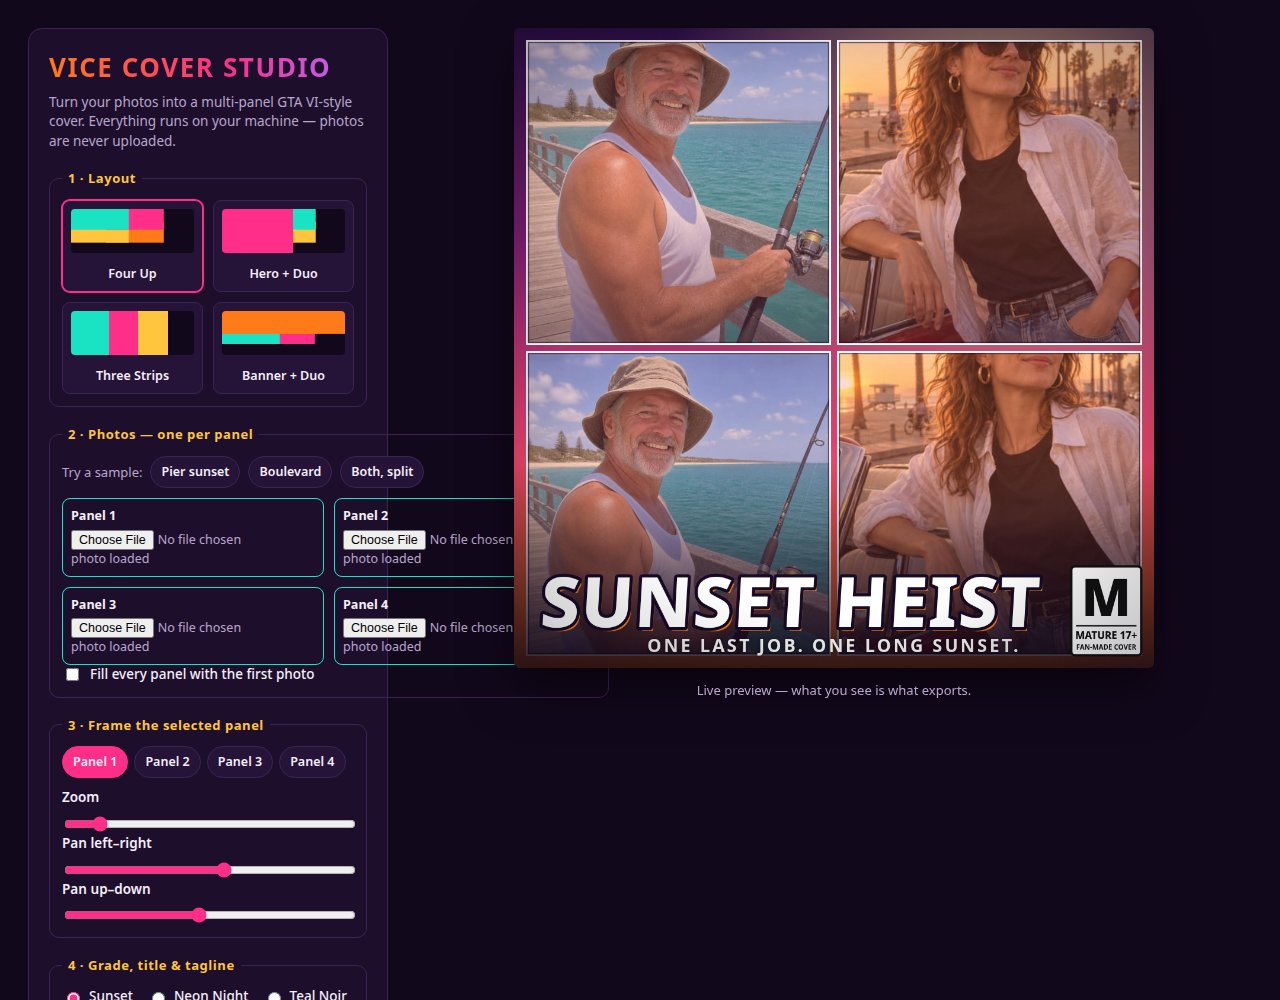 VICE COVER STUDIO
Turn your photos into a multi-panel GTA VI-style
cover. Everything runs on your machine — photos
are never uploaded.
1 · Layout
Four Up
Hero + Duo
Three Strips
Banner + Duo
2 · Photos — one per panel
Try a sample:
Pier sunset
Boulevard
Both, split
Panel 1
Choose File No file chosen
photo loaded
Panel 2
Choose File No file chosen
photo loaded
Panel 3
Choose File No file chosen
photo loaded
Panel 4
Choose File No file chosen
photo loaded
Fill every panel with the first photo
3 · Frame the selected panel
Panel 1
Panel 2
Panel 3
Panel 4
Zoom
Pan left–right
Pan up–down
4 · Grade, title & tagline
Sunset
Neon Night
Teal Noir
SUNSET HEIST
ONE LAST JOB. ONE LONG SUNSET.
M
MATURE 17+
FAN-MADE COVER
Live preview — what you see is what exports.